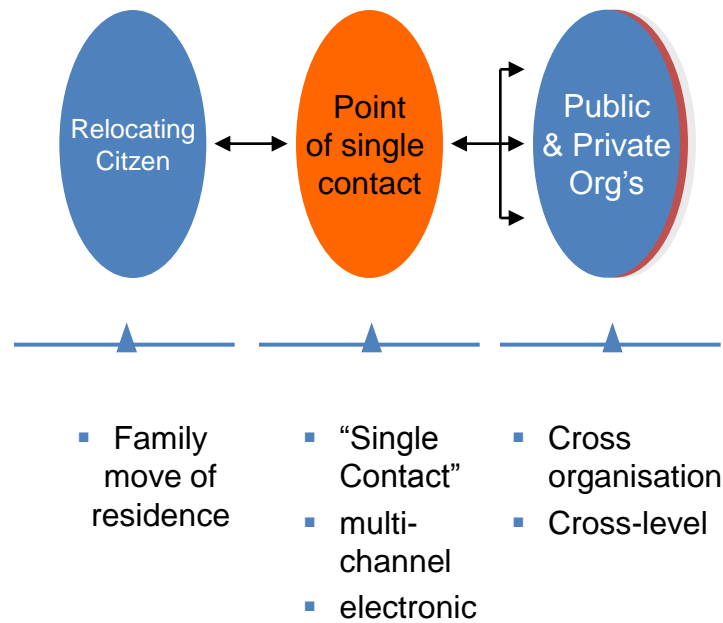 Relocating
Citzen
Point
of single
contact
Public
& Private
Org's
▪ Family
move of
residence
▪ “Single
Contact”
▪ multi-
channel
▪ electronic
▪ Cross
organisation
▪ Cross-level